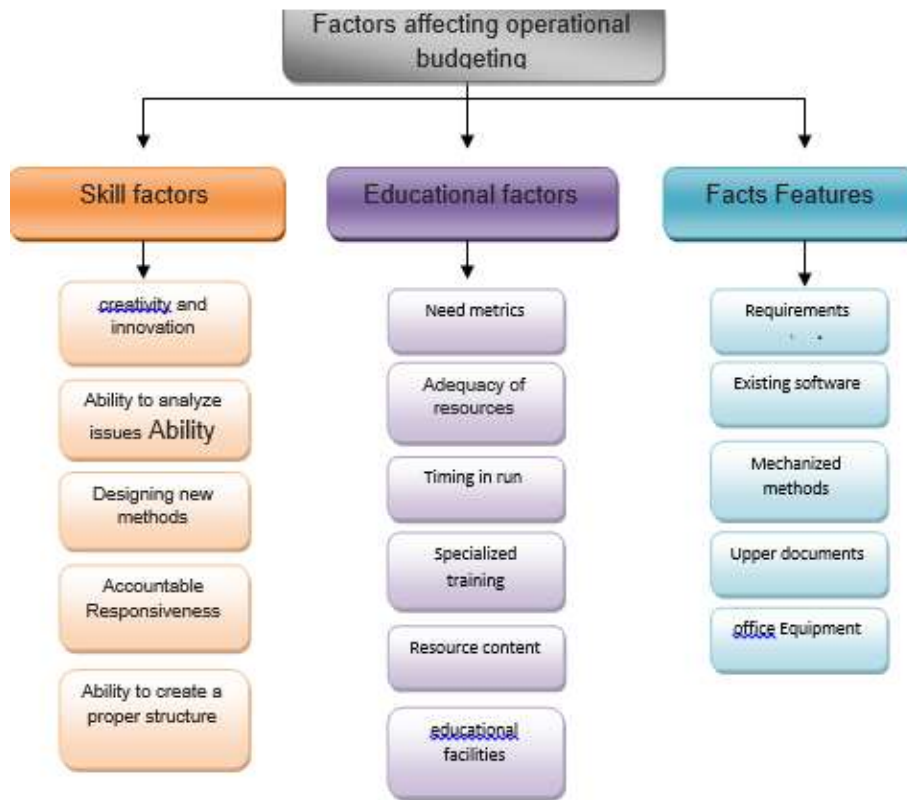 Factors affecting operational
budgeting
Skill factors
Educational factors
Facts Features
creativity and
innovation
Ability to analyze
issues Ability
Designing new
methods
Accountable
Responsiveness
Ability to create a
proper structure
Need metrics
Adequacy of
resources
Timing in run
Specialized
training
Resource content
educational
facilities
Requirements
Existing software
Mechanized
methods
Upper documents
office Equipment